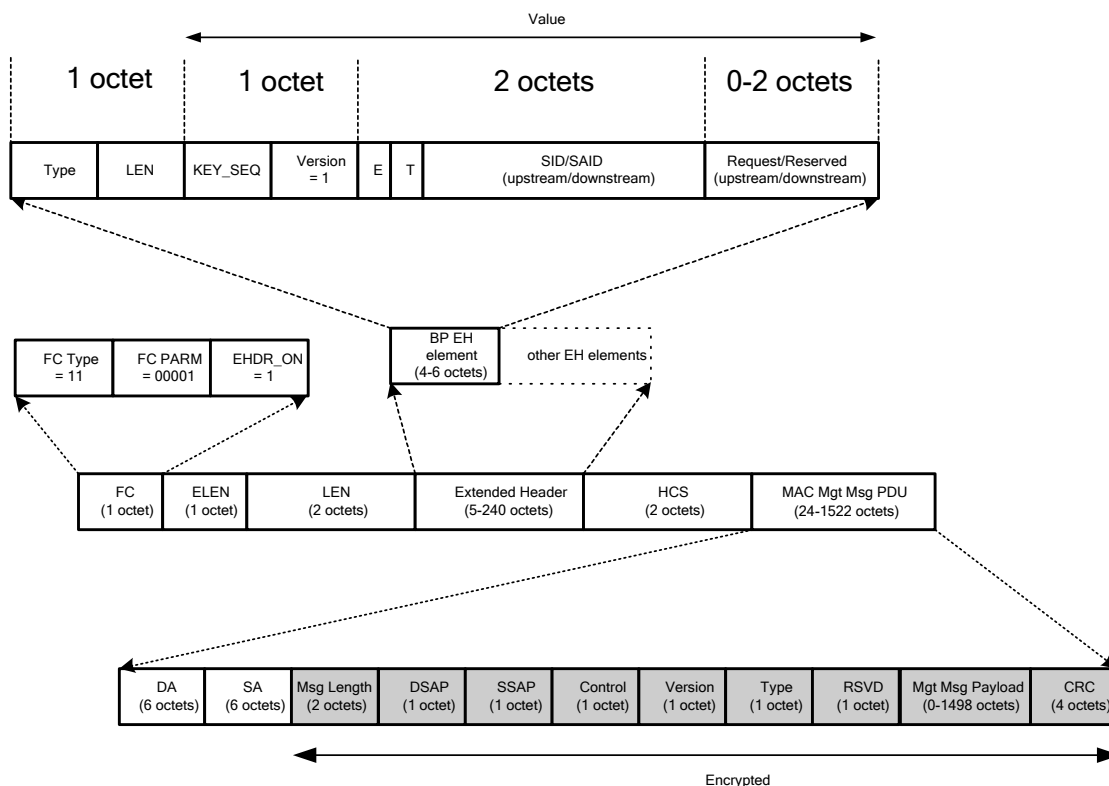 Value
1 octet
1 octet
2 octets
0-2 octets
Type
LEN
KEY_SEQ
Version
= 1
E
T
SID/SAID
(upstream/downstream)
Request/Reserved
(upstream/downstream)
BP EH
element
(4-6 octets)
other EH elements
FC Type
= 11
FC PARM
= 00001
EHDR_ON
= 1
FC
(1 octet)
ELEN
(1 octet)
LEN
(2 octets)
Extended Header
(5-240 octets)
HCS
(2 octets)
MAC Mgt Msg PDU
(24-1522 octets)
DA
(6 octets)
SA
(6 octets)
Msg Length
(2 octets)
DSAP
(1 octet)
SSAP
(1 octet)
Control
(1 octet)
Version
(1 octet)
Type
(1 octet)
RSVD
(1 octet)
Mgt Msg Payload
(0-1498 octets)
CRC
(4 octets)
Encrypted